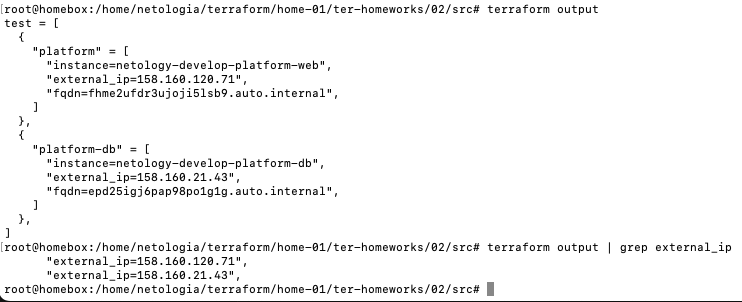 [root@homebox:/home/netologia/terraform/home-01/ter-homeworks/02/src# terraform output
test = [
  {
    "platform" = [
      "instance=netology-develop-platform-web",
      "external_ip=158.160.120.71",
      "fqdn=fhme2ufdr3ujoji5lsb9.auto.internal",
    ]
  },
  {
    "platform-db" = [
      "instance=netology-develop-platform-db",
      "external_ip=158.160.21.43",
      "fqdn=epd25igj6pap98po1g1g.auto.internal",
    ]
  },
]
[root@homebox:/home/netologia/terraform/home-01/ter-homeworks/02/src# terraform output | grep external_ip
      "external_ip=158.160.120.71",
      "external_ip=158.160.21.43",
root@homebox:/home/netologia/terraform/home-01/ter-homeworks/02/src#